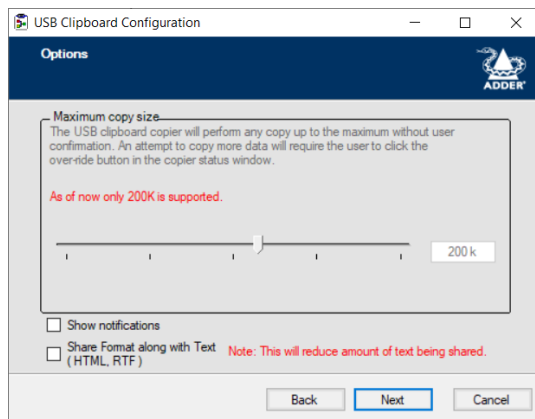 USB Clipboard Configuration
Options
ADDER
Maximum copy size
The USB clipboard copier will perform any copy up to the maximum without user
confirmation. An attempt to copy more data will require the user to click the
over-ride button in the copier status window.
As of now only 200K is supported.
200 k
Show notifications
Share Format along with Text
( HTML, RTF )
Note: This will reduce amount of text being shared.
Back
Next
Cancel